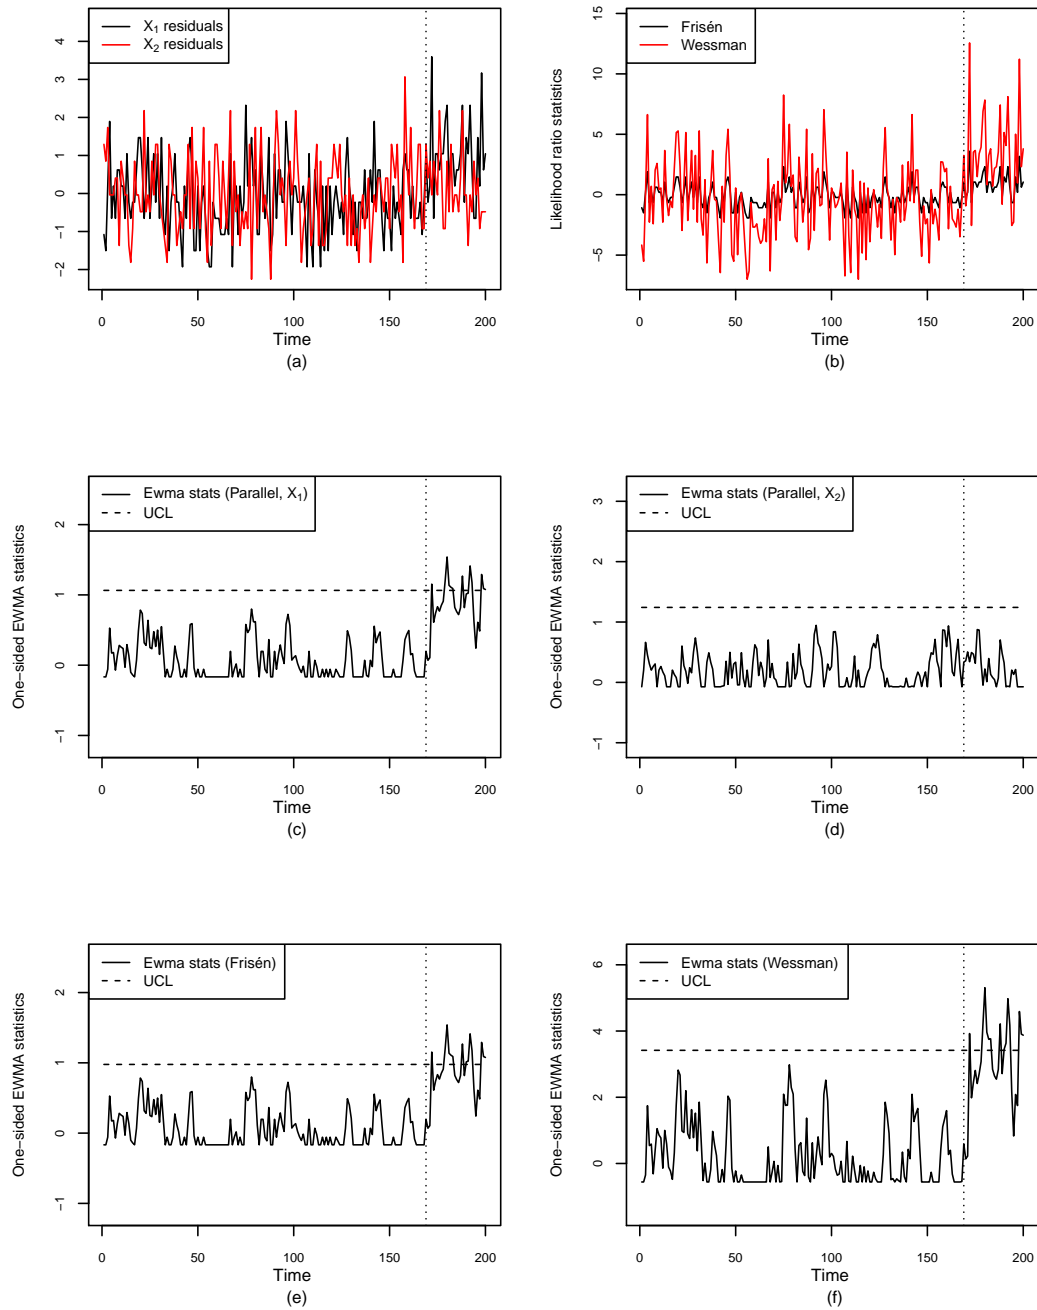 X1 residuals
X2 residuals
−2
−1
0
1
2
3
4
0
50
100
150
200
Time
(a)
Likelihood ratio statistics
Frisén
Wessman
−5
0
5
10
15
0
50
100
150
200
Time
(b)
One−sided EWMA statistics
Ewma stats (Parallel, X1)
UCL
−1
0
1
2
0
50
100
150
200
Time
(c)
One−sided EWMA statistics
Ewma stats (Parallel, X2)
UCL
−1
0
1
2
3
0
50
100
150
200
Time
(d)
One−sided EWMA statistics
Ewma stats (Frisén)
UCL
−1
0
1
2
0
50
100
150
200
Time
(e)
One−sided EWMA statistics
Ewma stats (Wessman)
UCL
0
2
4
6
0
50
100
150
200
Time
(f)